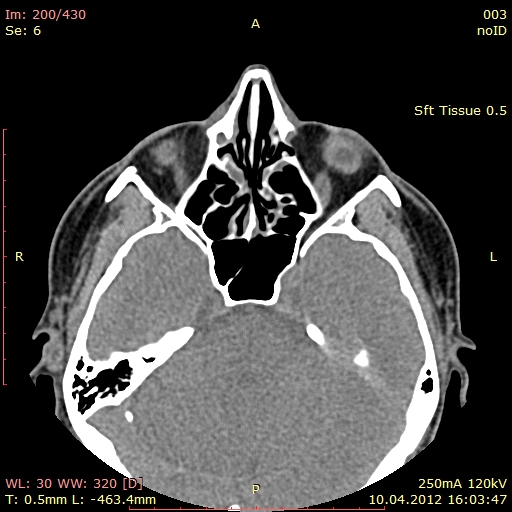 Im: 200/430
Se: 6
A
003
noID
Sft Tissue 0.5
R
L
WL: 30 WW: 320 [D]
T: 0.5mm L: -463.4mm
P
250mA 120kV
10.04.2012 16:03:47